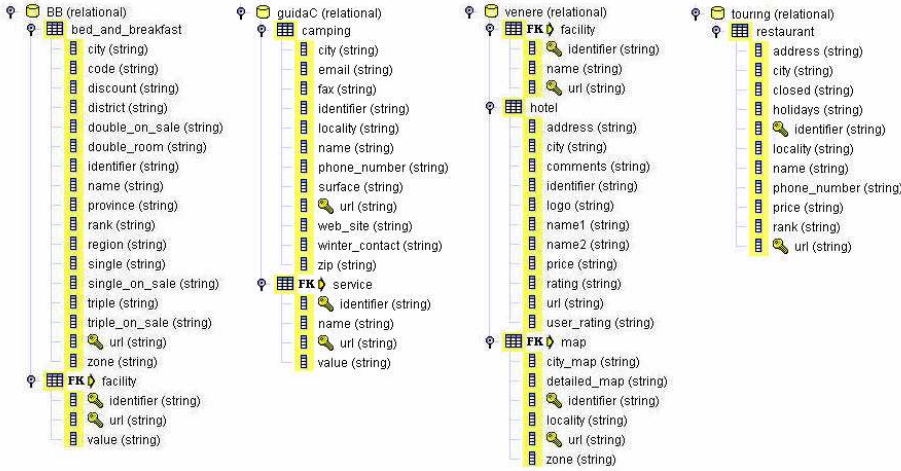 BB (relational)
bed_and_breakfast
city (string)
code (string)
discount (string)
district (string)
double_on_sale (string)
double_room (string)
identifier (string)
name (string)
province (string)
rank (string)
region (string)
single (string)
single_on_sale (string)
triple (string)
triple_on_sale (string)
url (string)
zone (string)
FK facility
identifier (string)
url (string)
value (string)
guidaC (relational)
camping
city (string)
email (string)
fax (string)
identifier (string)
locality (string)
name (string)
phone_number (string)
surface (string)
url (string)
web_site (string)
winter_contact (string)
zip (string)
FK service
identifier (string)
name (string)
url (string)
value (string)
venere (relational)
FK facility
identifier (string)
name (string)
url (string)
hotel
address (string)
city (string)
comments (string)
identifier (string)
logo (string)
name1 (string)
name2 (string)
price (string)
rating (string)
url (string)
user_rating (string)
FK map
city_map (string)
detailed_map (string)
identifier (string)
locality (string)
url (string)
zone (string)
touring (relational)
restaurant
address (string)
city (string)
closed (string)
holidays (string)
identifier (string)
locality (string)
name (string)
phone_number (string)
price (string)
rank (string)
url (string)